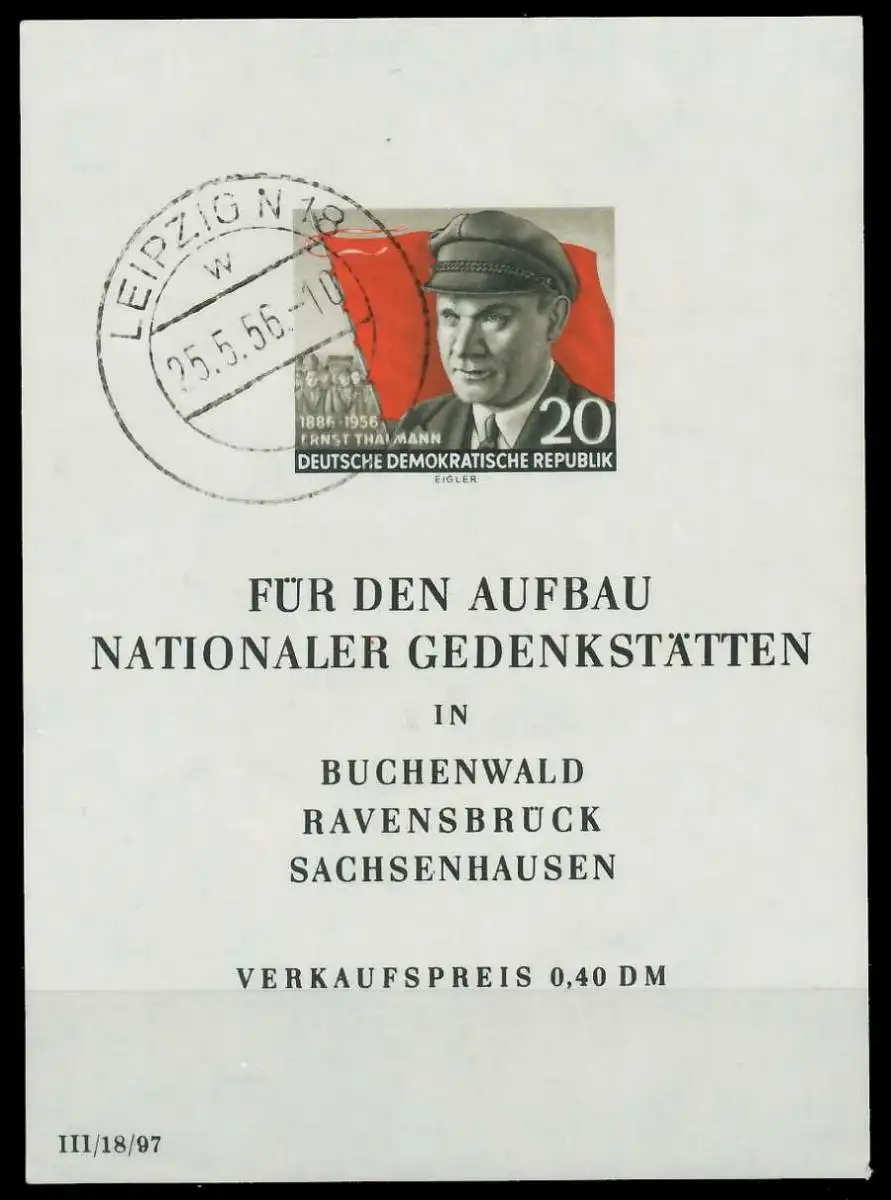 LEIPZIG N 18
w
25.5.56.-10
1886-1956
ERNST THÄLMANN
20
DEUTSCHE DEMOKRATISCHE REPUBLIK
EIGLER
FÜR DEN AUFBAU
NATIONALER GEDENKSTÄTTEN
IN
BUCHENWALD
RAVENSBRÜCK
SACHSENHAUSEN
VERKAUFSPREIS 0,40 DM
III/18/97